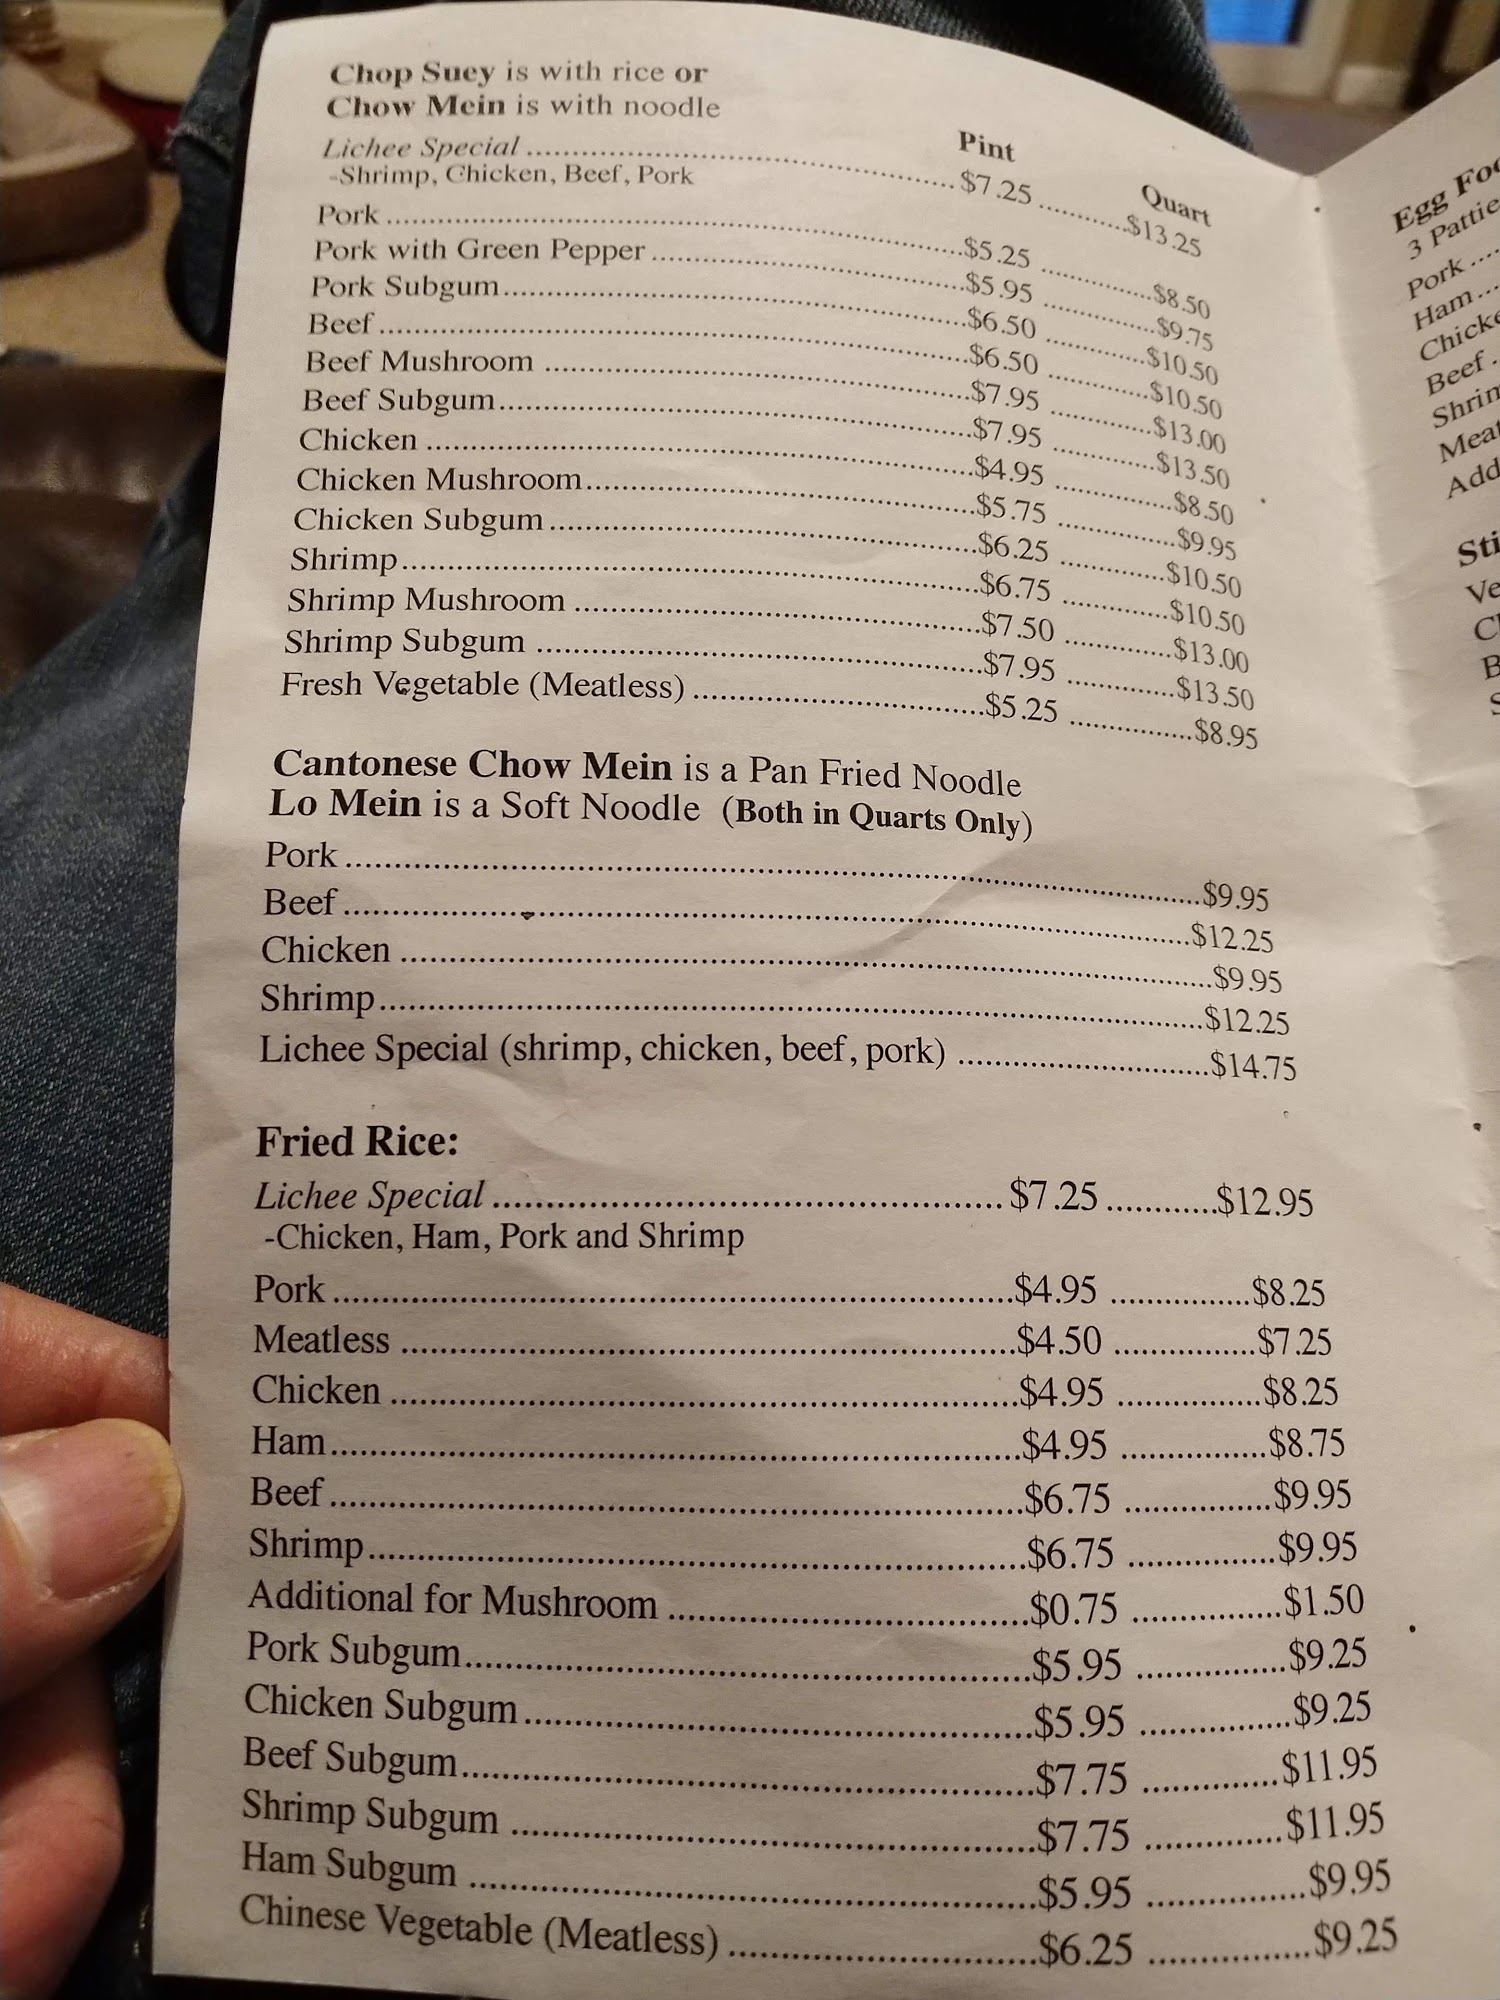 Chop Suey is with rice or
Chow Mein is with noodle
Pint Quart
Lichee Special ........ $7.25 ........ $13.25
-Shrimp, Chicken, Beef, Pork
Pork ........ $5.25 ........ $8.50
Pork with Green Pepper ........ $5.95 ........ $9.75
Pork Subgum ........ $6.50 ........ $10.50
Beef ........ $6.50 ........ $10.50
Beef Mushroom ........ $7.95 ........ $13.00
Beef Subgum ........ $7.95 ........ $13.50
Chicken ........ $4.95 ........ $8.50
Chicken Mushroom ........ $5.75 ........ $9.95
Chicken Subgum ........ $6.25 ........ $10.50
Shrimp ........ $6.75 ........ $10.50
Shrimp Mushroom ........ $7.50 ........ $13.00
Shrimp Subgum ........ $7.95 ........ $13.50
Fresh Vegetable (Meatless) ........ $5.25 ........ $8.95
Cantonese Chow Mein is a Pan Fried Noodle
Lo Mein is a Soft Noodle (Both in Quarts Only)
Pork ........ $9.95
Beef ........ $12.25
Chicken ........ $9.95
Shrimp ........ $12.25
Lichee Special (shrimp, chicken, beef, pork) ........ $14.75
Fried Rice:
Lichee Special ........ $7.25 ........ $12.95
-Chicken, Ham, Pork and Shrimp
Pork ........ $4.95 ........ $8.25
Meatless ........ $4.50 ........ $7.25
Chicken ........ $4.95 ........ $8.25
Ham ........ $4.95 ........ $8.75
Beef ........ $6.75 ........ $9.95
Shrimp ........ $6.75 ........ $9.95
Additional for Mushroom ........ $0.75 ........ $1.50
Pork Subgum ........ $5.95 ........ $9.25
Chicken Subgum ........ $5.95 ........ $9.25
Beef Subgum ........ $7.75 ........ $11.95
Shrimp Subgum ........ $7.75 ........ $11.95
Ham Subgum ........ $5.95 ........ $9.95
Chinese Vegetable (Meatless) ........ $6.25 ........ $9.25
Egg
3
Pork ....
Ham ...
Beef